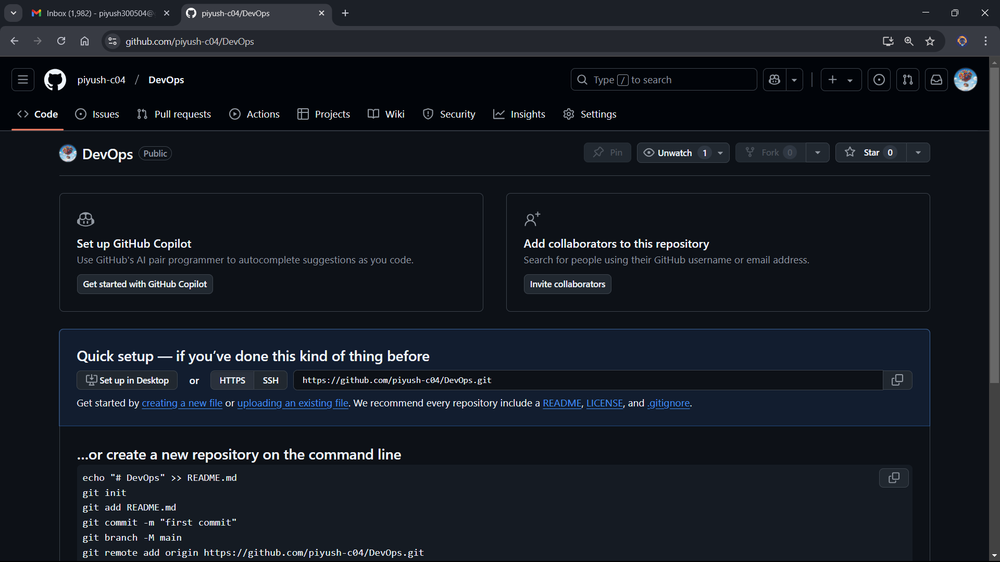 Inbox (1,982) - piyush300504@
piyush-c04/DevOps
github.com/piyush-c04/DevOps
piyush-c04 / DevOps
Type / to search
Code
Issues
Pull requests
Actions
Projects
Wiki
Security
Insights
Settings
DevOps
Public
Pin
Unwatch 1
Fork 0
Star 0
Set up GitHub Copilot
Use GitHub's AI pair programmer to autocomplete suggestions as you code.
Get started with GitHub Copilot
Add collaborators to this repository
Search for people using their GitHub username or email address.
Invite collaborators
Quick setup — if you’ve done this kind of thing before
Set up in Desktop
or
HTTPS
SSH
https://github.com/piyush-c04/DevOps.git
Get started by creating a new file or uploading an existing file. We recommend every repository include a README, LICENSE, and .gitignore.
…or create a new repository on the command line
echo "# DevOps" >> README.md
git init
git add README.md
git commit -m "first commit"
git branch -M main
git remote add origin https://github.com/piyush-c04/DevOps.git